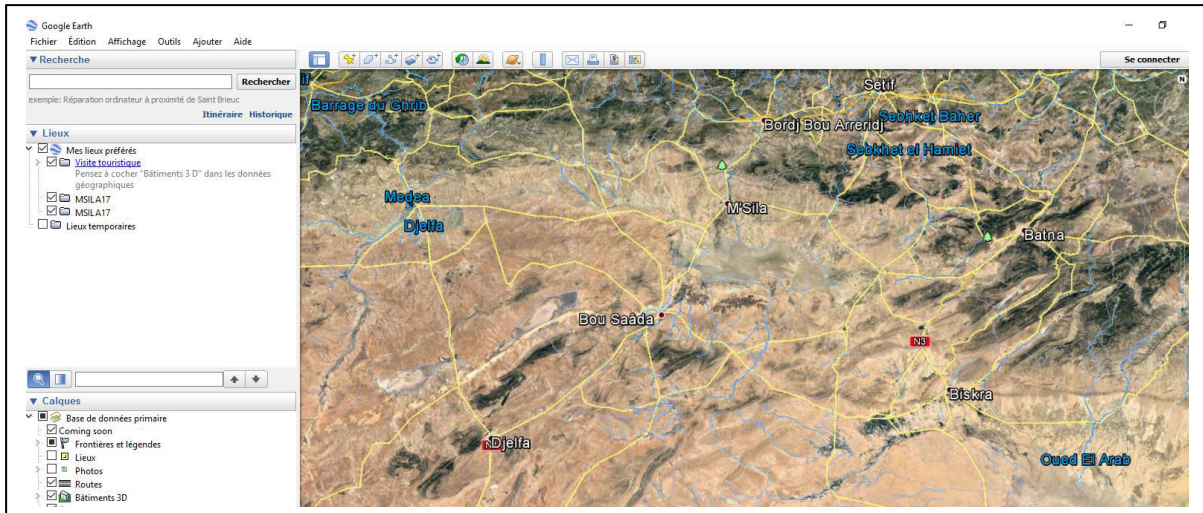 Google Earth
Fichier Édition Affichage Outils Ajouter Aide
Recherche
Rechercher
exemple: Réparation ordinateur à proximité de Saint Brieuc
Itinéraire Historique
Lieux
Mes lieux préférés
Visite touristique
Pensez à cocher "Bâtiments 3 D" dans les données
géographiques
MSILA17
MSILA17
Lieux temporaires
Calques
Base de données primaire
Coming soon
Frontières et légendes
Lieux
Photos
Routes
Bâtiments 3D
Se connecter
N
Sétif
Barrage du Ghrib
Sebhket Baher
Bordj Bou Arreridj
Sebkhet el Hamiet
Medea
M'Sila
Djelfa
Batna
Bou Saâda
N3
Biskra
Djelfa
Oued El Arab